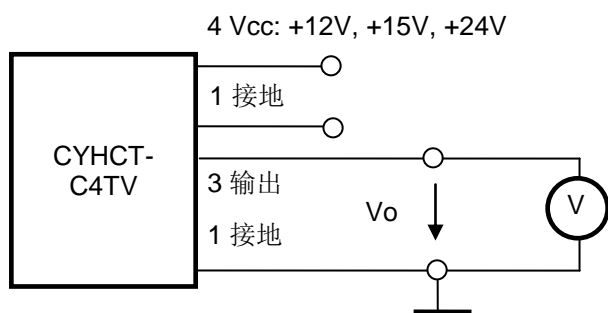 4 Vcc: +12V, +15V, +24V
1 接地
CYHCT-
C4TV
3 输出
Vo
V
1 接地